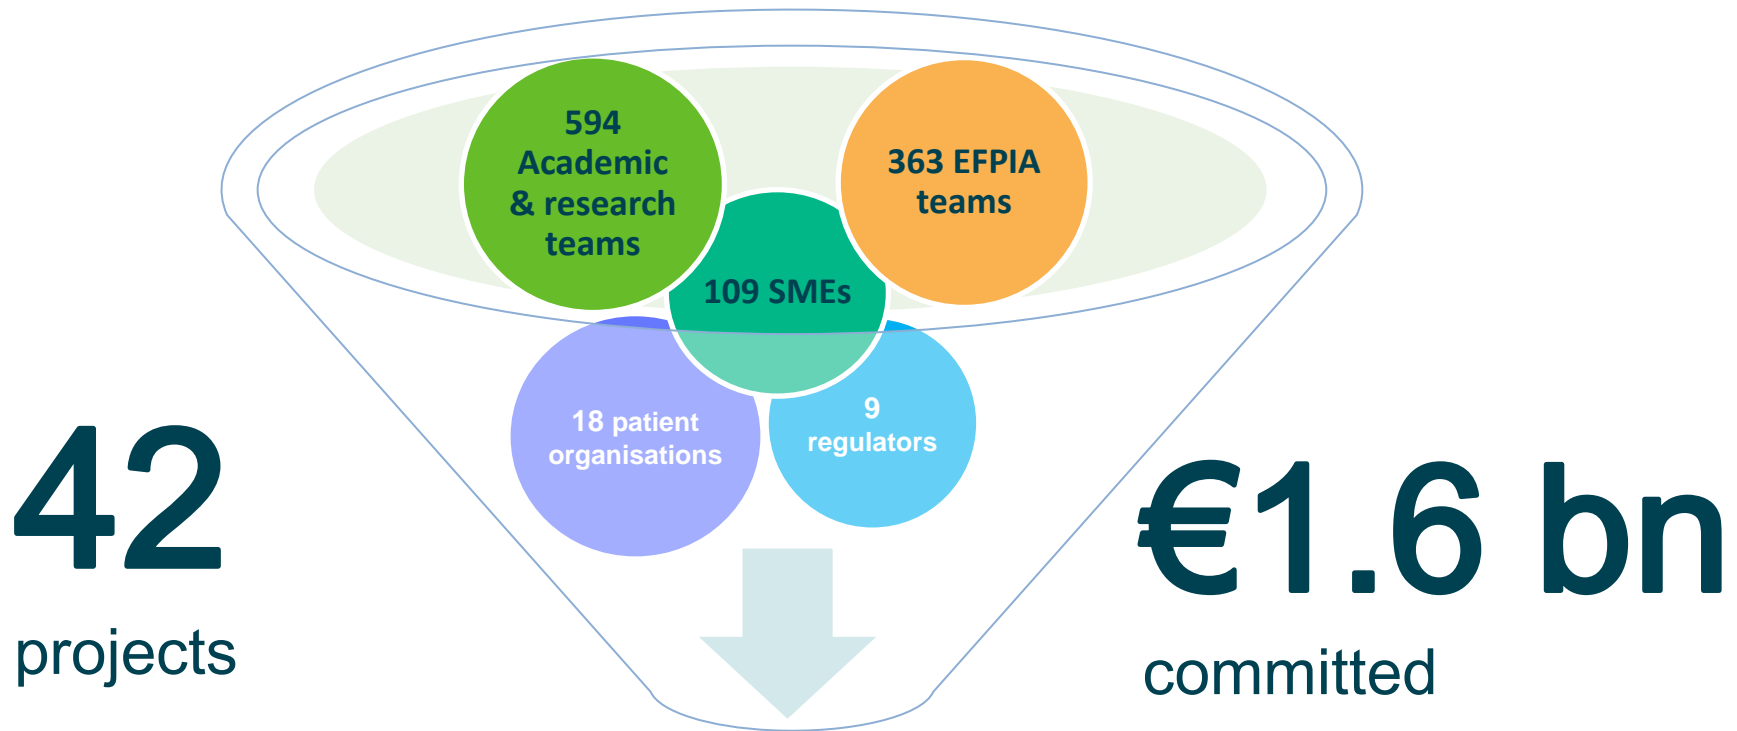 594
Academic
& research
teams
363 EFPIA
teams
109 SMEs
18 patient
organisations
9
regulators
42
projects
€1.6 bn
committed